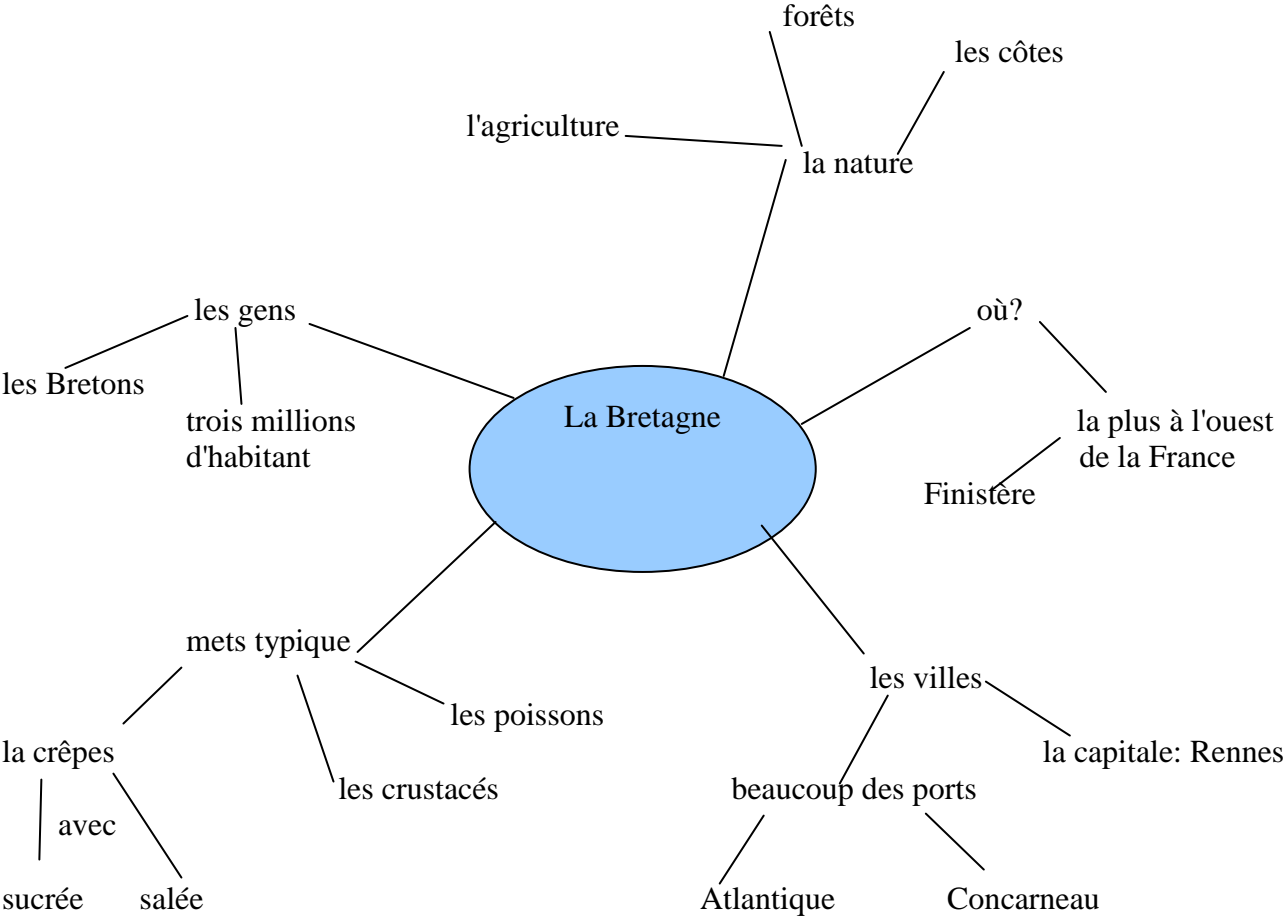 forêts
les côtes
l'agriculture
la nature
les gens
où?
les Bretons
trois millions
d'habitant
La Bretagne
la plus à l'ouest
de la France
Finistère
mets typique
les villes
les poissons
la crêpes
la capitale: Rennes
les crustacés
beaucoup des ports
avec
sucrée
salée
Atlantique
Concarneau